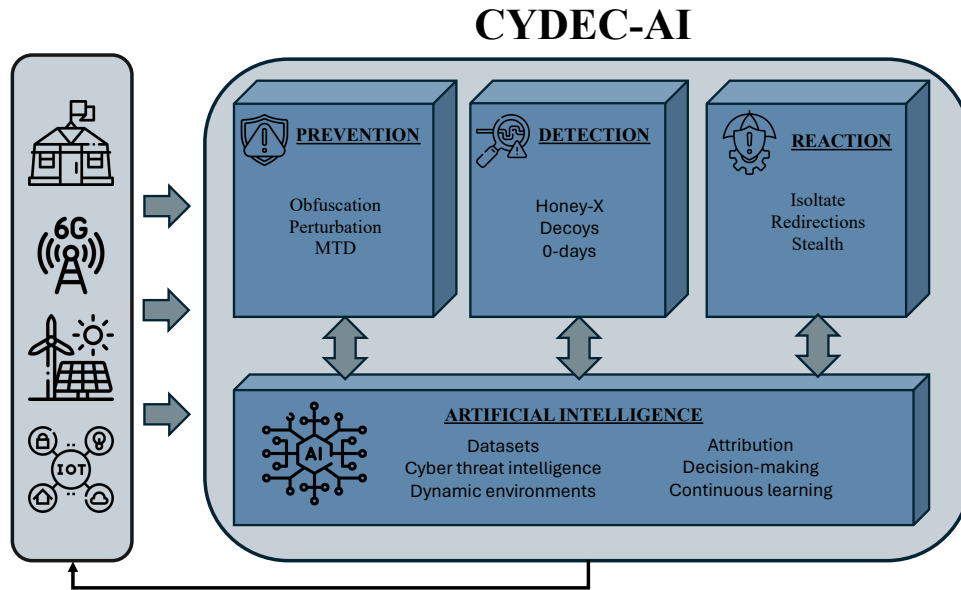 CYDEC-AI
6G
IOT
PREVENTION
Obfuscation
Perturbation
MTD
DETECTION
Honey-X
Decoys
0-days
REACTION
Isoltate
Redirections
Stealth
ARTIFICIAL INTELLIGENCE
AI
Datasets
Cyber threat intelligence
Dynamic environments
Attribution
Decision-making
Continuous learning